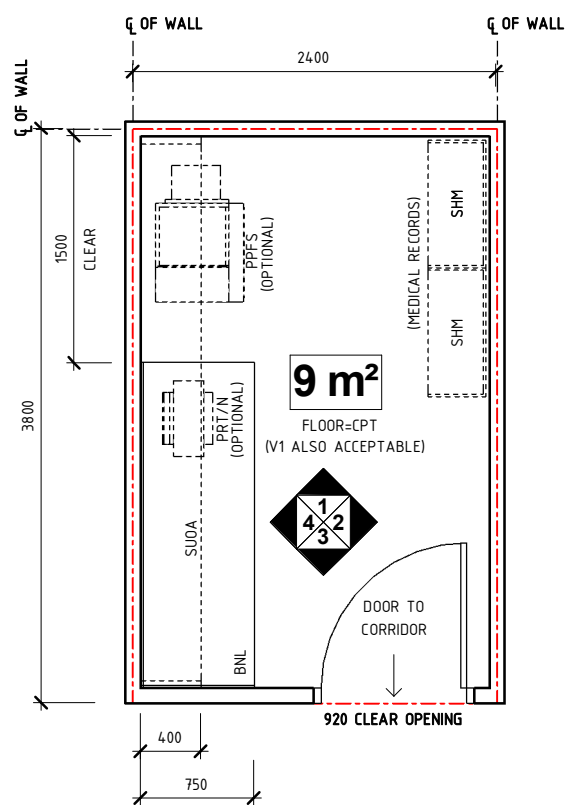 ℄ OF WALL
℄ OF WALL
2400
℄ OF WALL
1500
CLEAR
3800
PPFS
(OPTIONAL)
(MEDICAL RECORDS)
SHM
SHM
9 m²
FLOOR=CPT
(V1 ALSO ACCEPTABLE)
PRT/N
(OPTIONAL)
1
4 2
3
SUOA
BNL
DOOR TO
CORRIDOR
920 CLEAR OPENING
400
750